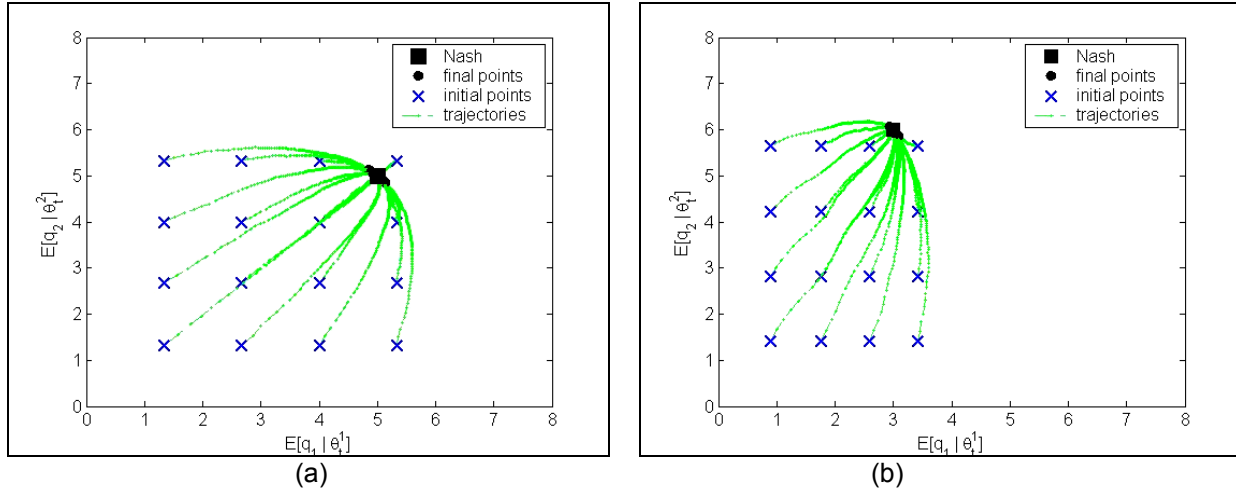 8
7
6
5
4
3
2
1
0
E[q₂ | θₜ²]
Nash
final points
initial points
trajectories
0 1 2 3 4 5 6 7 8
E[q₁ | θₜ¹]
(a)
8
7
6
5
4
3
2
1
0
E[q₂ | θₜ²]
Nash
final points
initial points
trajectories
0 1 2 3 4 5 6 7 8
E[q₁ | θₜ¹]
(b)